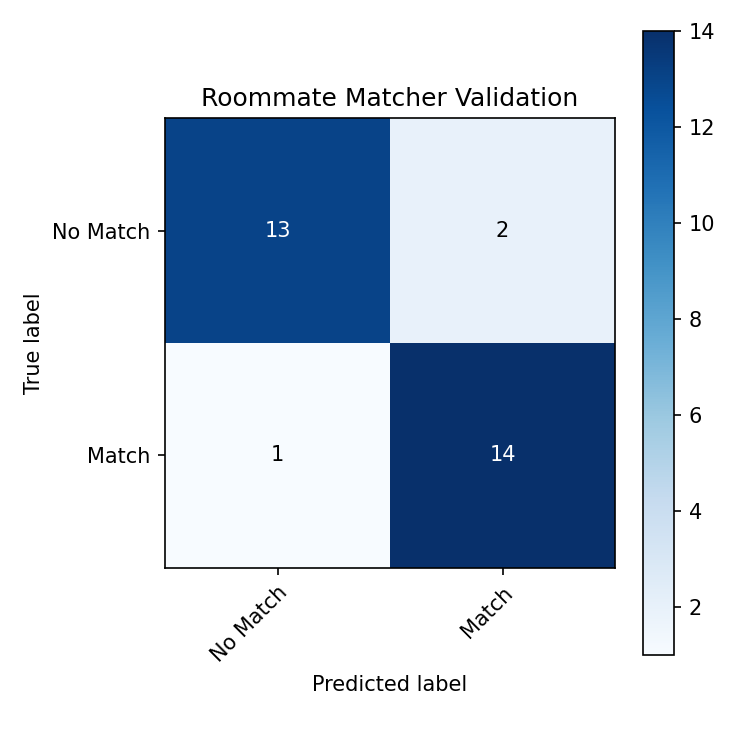 Roommate Matcher Validation
14
12
10
8
6
4
2
True label
No Match
13
2
Match
1
14
No Match
Match
Predicted label